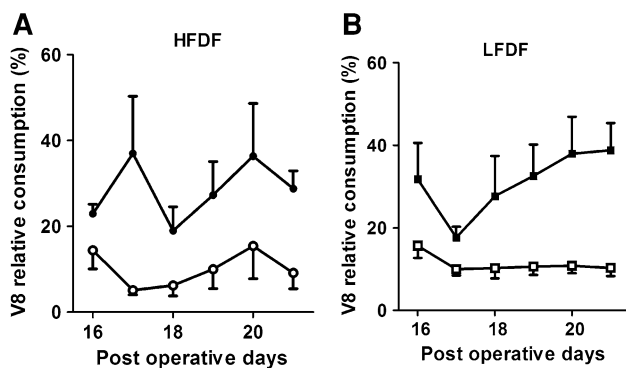 A
HFDF
V8 relative consumption (%)
60
40
20
0
16
18
20
Post operative days
B
LFDF
V8 relative consumption (%)
60
40
20
0
16
18
20
Post operative days